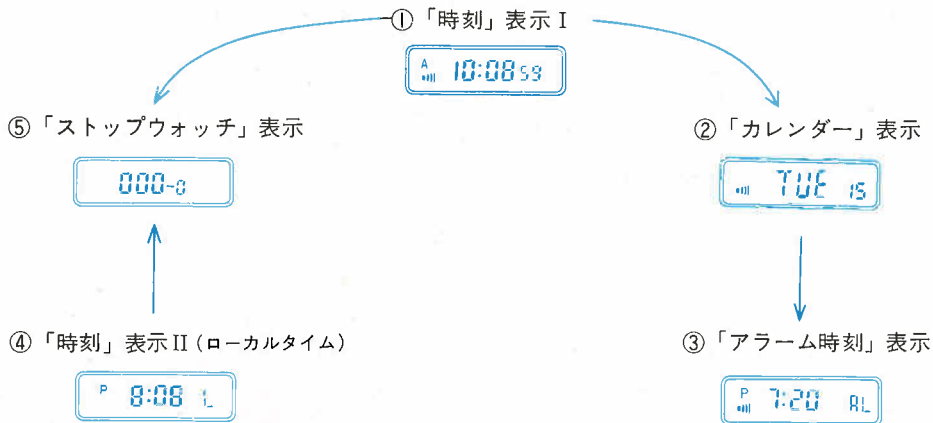 ①「時刻」表示 I
A 10:08 59
⑤「ストップウォッチ」表示
000-0
②「カレンダー」表示
TUE 15
④「時刻」表示II(ローカルタイム)
P 8:08 L
③「アラーム時刻」表示
P 7:20 AL